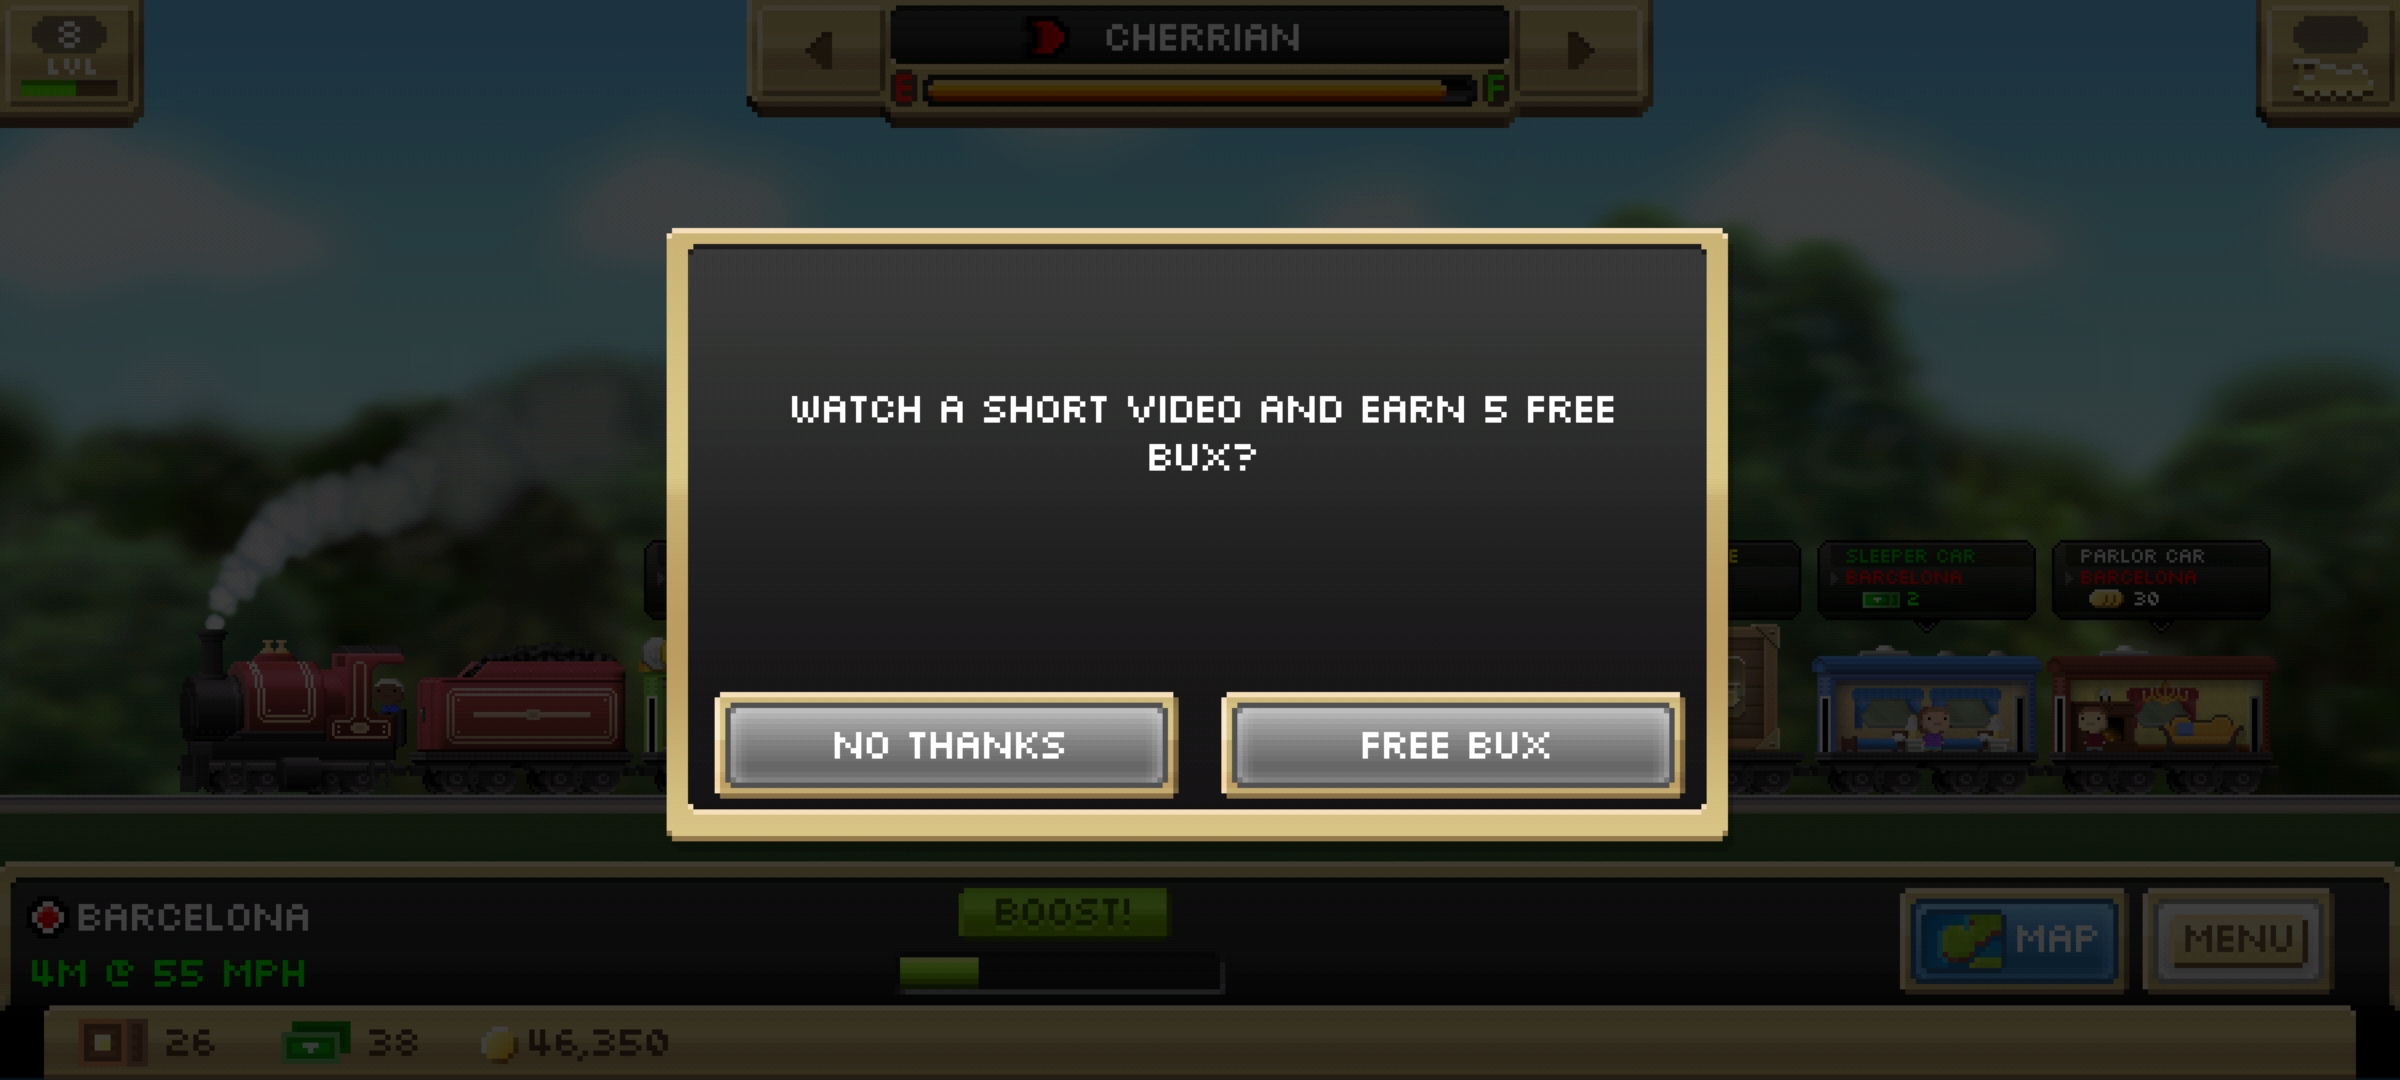 8
LVL
CHERRIAN
E F
WATCH A SHORT VIDEO AND EARN 5 FREE
BUX?
NO THANKS
FREE BUX
E
SLEEPER CAR
BARCELONA
2
PARLOR CAR
BARCELONA
30
BARCELONA
4M @ 55 MPH
BOOST!
MAP
MENU
26
38
46,350